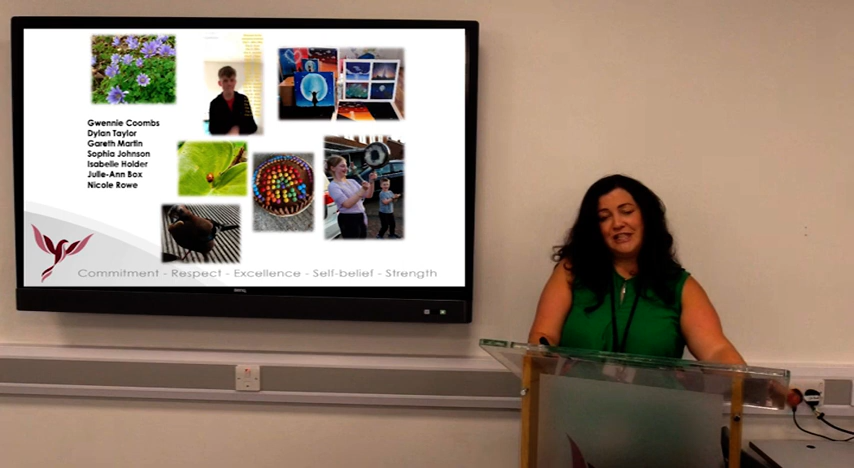 Gwennie Coombs
Dylan Taylor
Gareth Martin
Sophia Johnson
Isabelle Holder
Julie-Ann Box
Nicole Rowe
Commitment - Respect - Excellence - Self-belief - Strength
BENQ